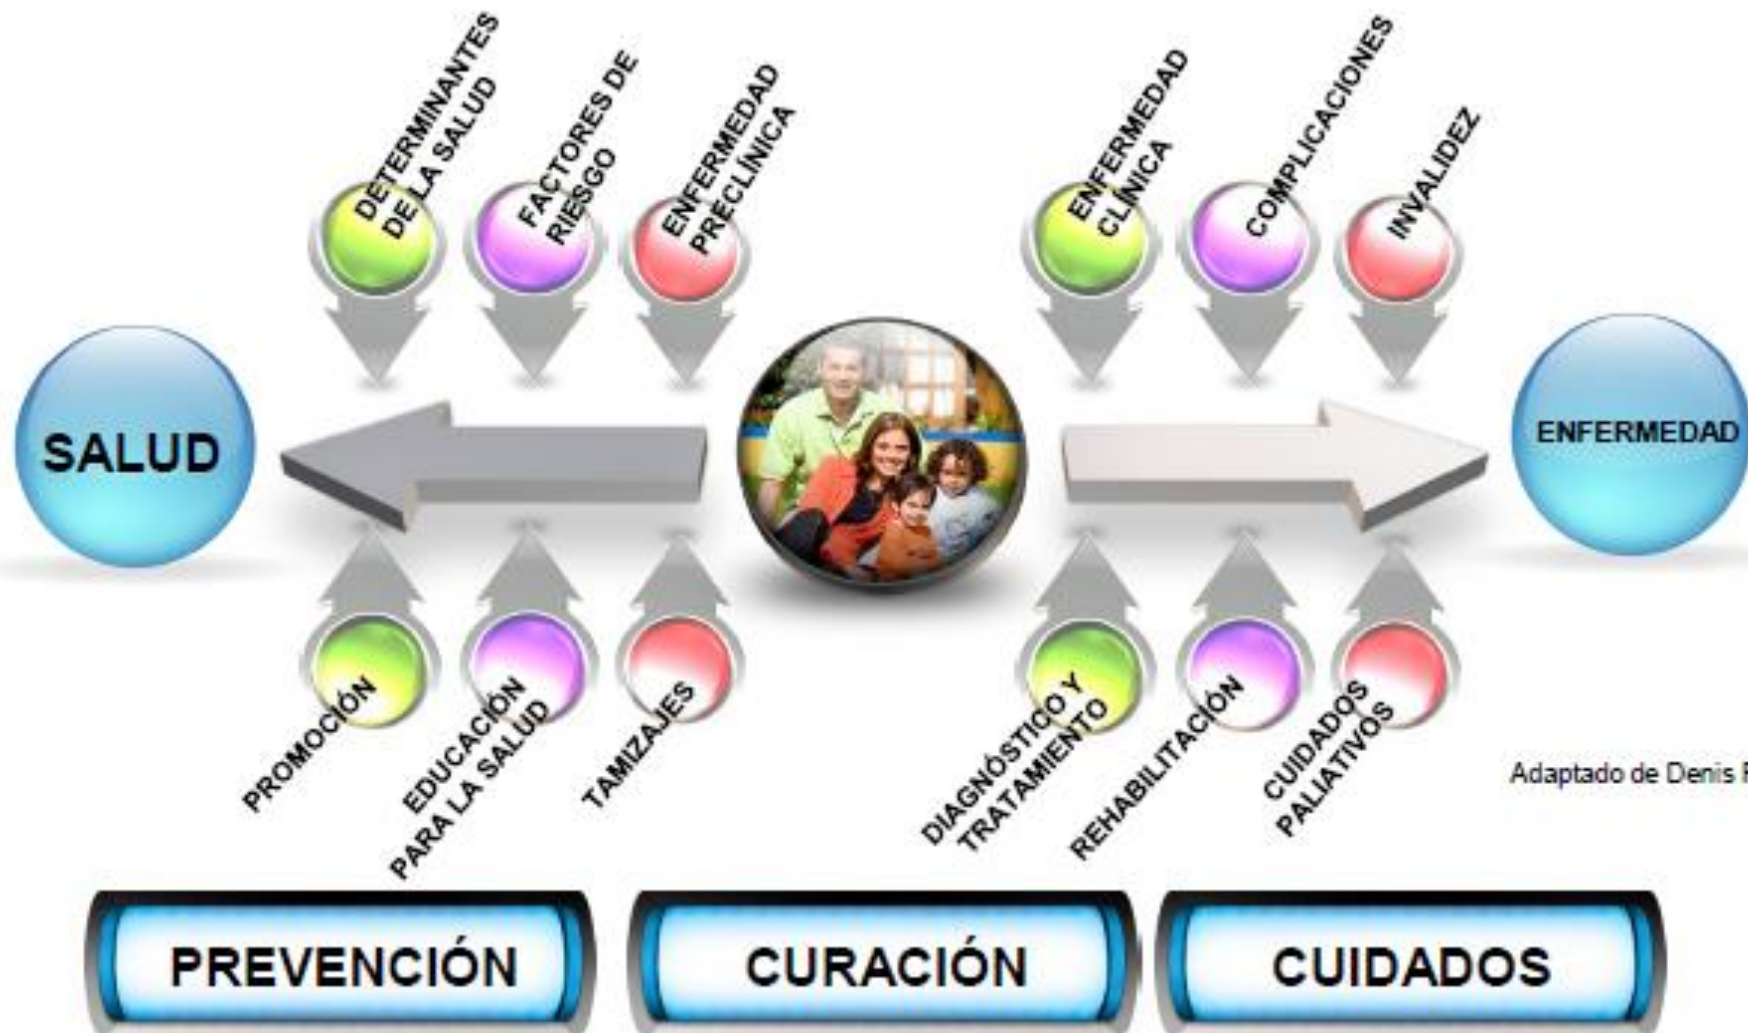 DETERMINANTES
DE LA SALUD
FACTORES DE
RIESGO
ENFERMEDAD
PRECLÍNICA
ENFERMEDAD
CLÍNICA
COMPLICACIONES
INVALIDEZ
SALUD
ENFERMEDAD
PROMOCIÓN
EDUCACIÓN
PARA LA SALUD
TAMIZAJES
DIAGNÓSTICO Y
TRATAMIENTO
REHABILITACIÓN
CUIDADOS
PALIATIVOS
Adaptado de Denis
PREVENCIÓN
CURACIÓN
CUIDADOS